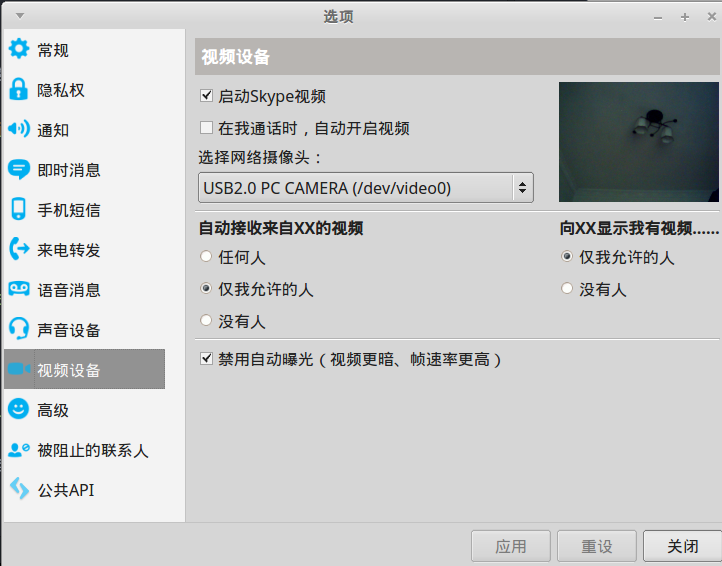 选项
常规
隐私权
通知
即时消息
手机短信
来电转发
语音消息
声音设备
视频设备
高级
被阻止的联系人
公共API
视频设备
启动Skype视频
在我通话时，自动开启视频
选择网络摄像头：
USB2.0 PC CAMERA (/dev/video0)
自动接收来自XX的视频
任何人
仅我允许的人
没有人
向XX显示我有视频......
仅我允许的人
没有人
禁用自动曝光（视频更暗、帧速率更高）
应用
重设
关闭